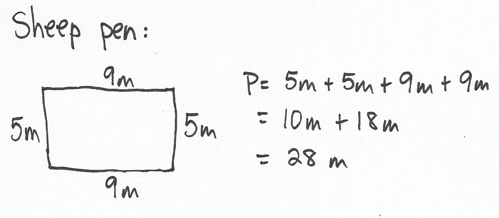 Sheep pen:
9m
5m
5m
9m
P= 5m + 5m + 9m + 9m
= 10m + 18m
= 28 m